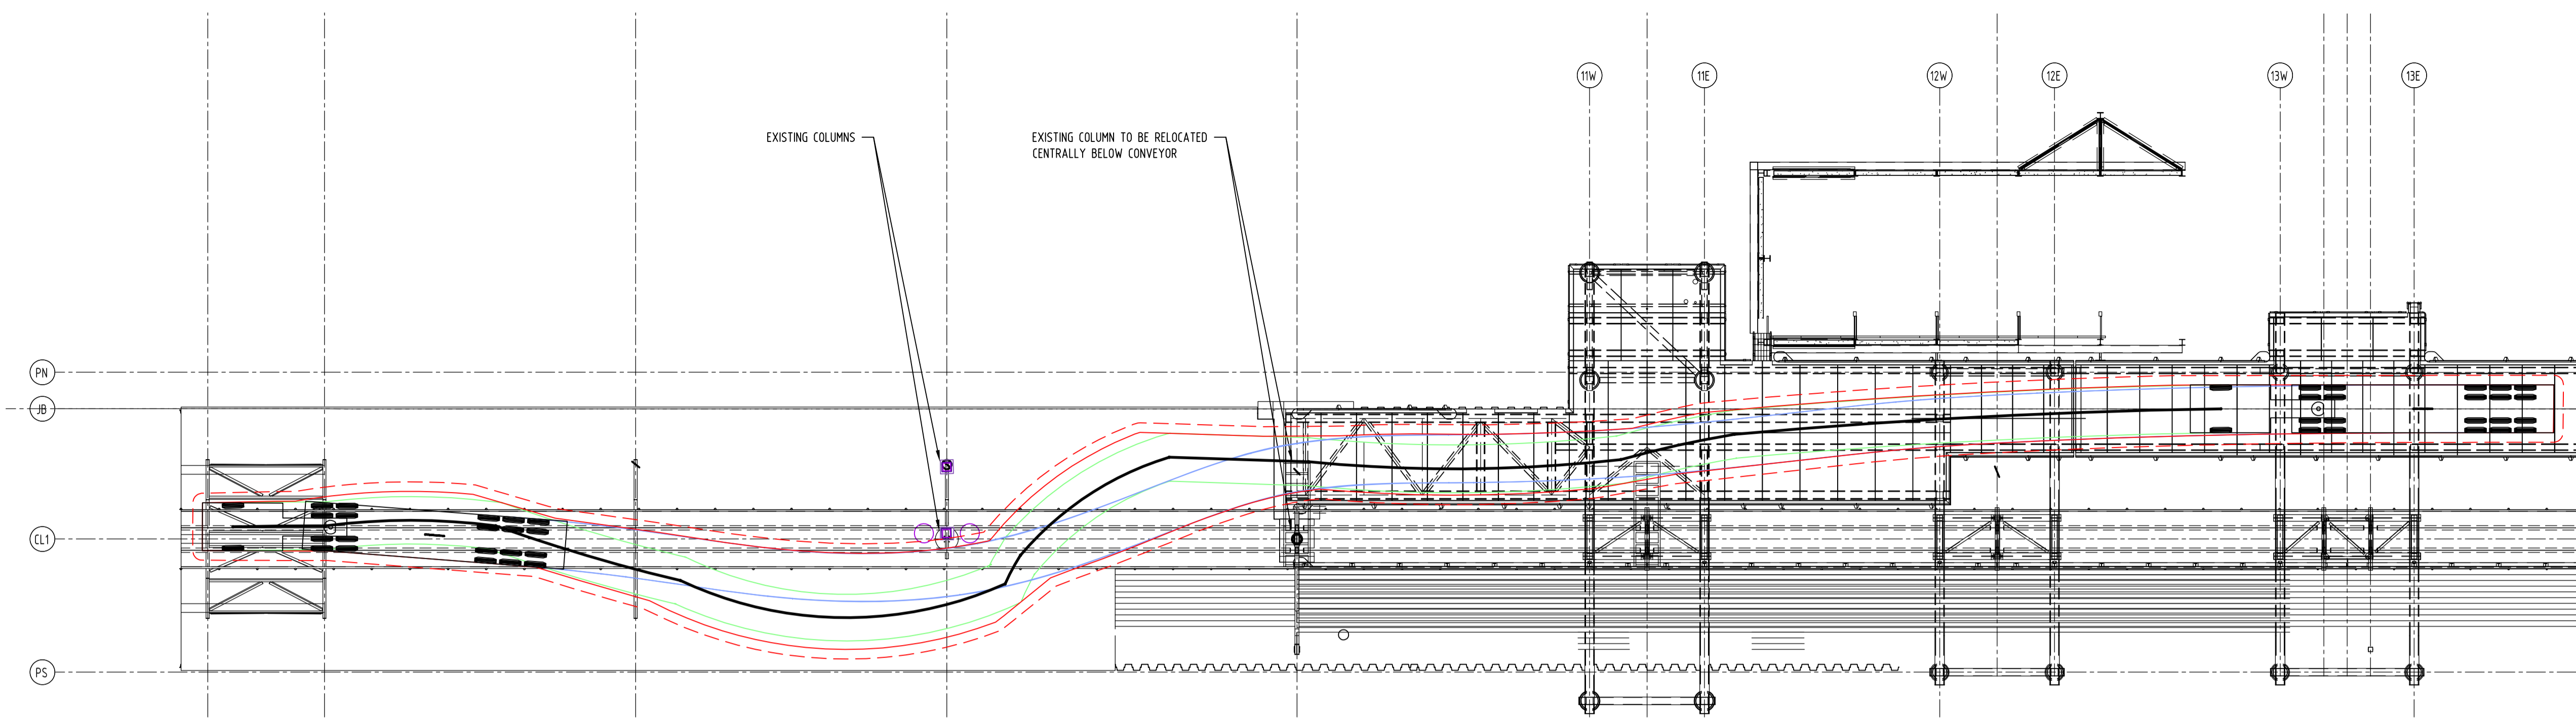 11W
11E
12W
12E
13W
13E
EXISTING COLUMNS
EXISTING COLUMN TO BE RELOCATED
CENTRALLY BELOW CONVEYOR
PN
JB
CL1
PS